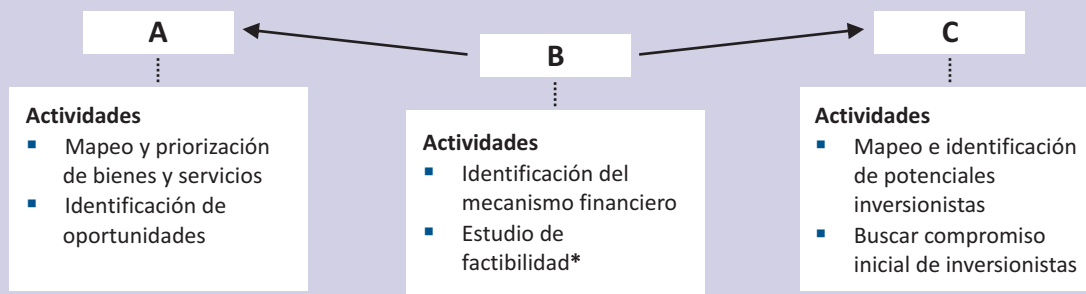 A
B
C
Actividades
▪ Mapeo y priorización
de bienes y servicios
▪ Identificación de
oportunidades
Actividades
▪ Identificación del
mecanismo financiero
▪ Estudio de
factibilidad*
Actividades
▪ Mapeo e identificación
de potenciales
inversionistas
▪ Buscar compromiso
inicial de inversionistas